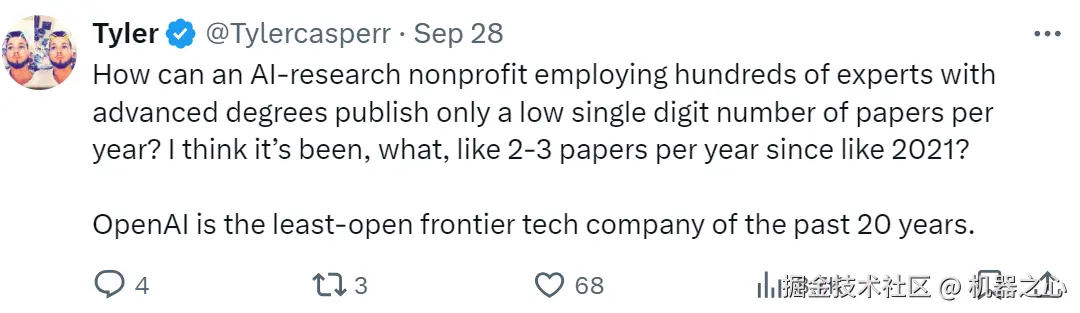 Tyler @Tylercasperr · Sep 28
How can an AI-research nonprofit employing hundreds of experts with
advanced degrees publish only a low single digit number of papers per
year? I think it’s been, what, like 2-3 papers per year since like 2021?
OpenAI is the least-open frontier tech company of the past 20 years.
4 3 68 掘金技术社区 @ 机器之心